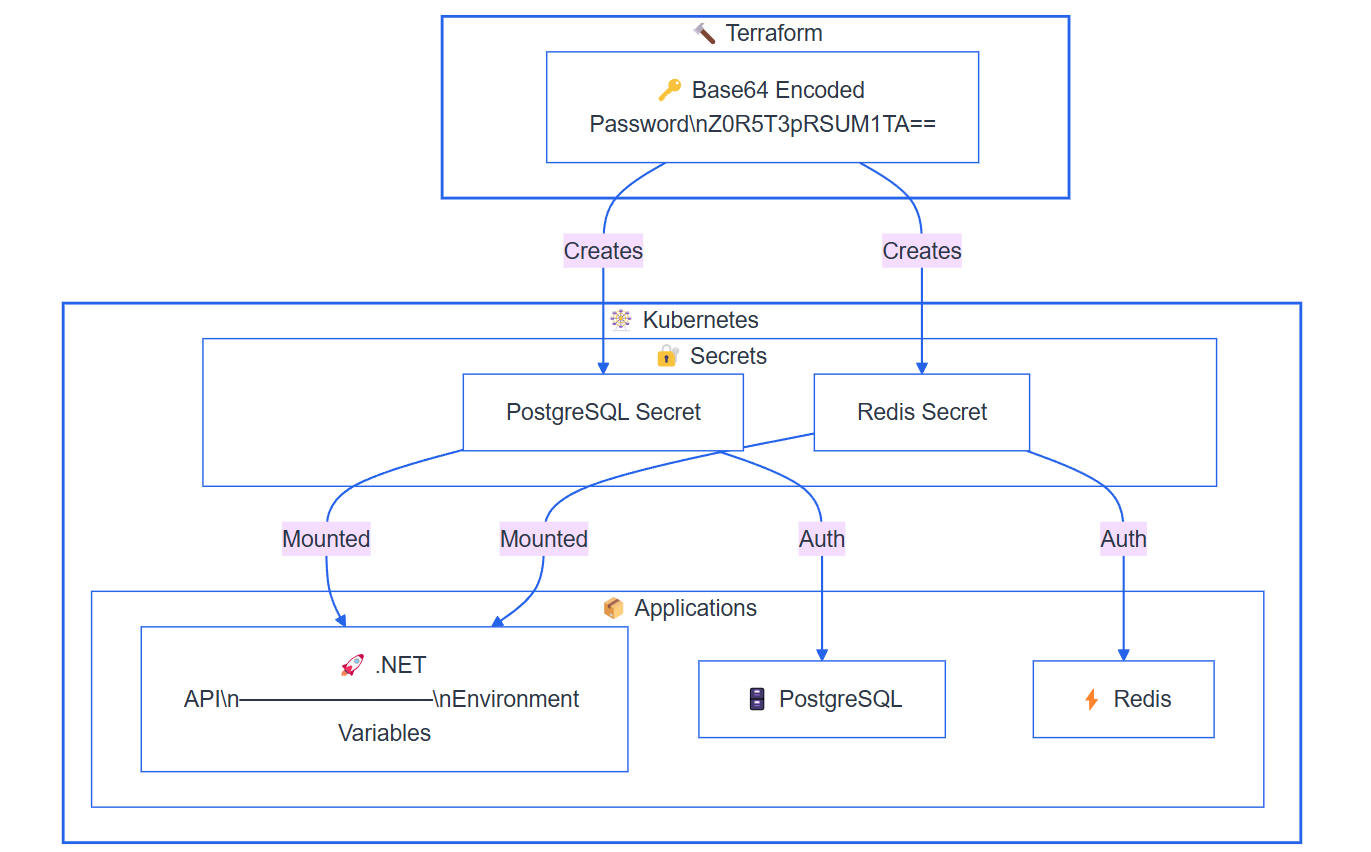 Terraform
Base64 Encoded
Password\nZ0R5T3pRSUM1TA==
Creates
Creates
Kubernetes
Secrets
PostgreSQL Secret
Redis Secret
Mounted
Mounted
Auth
Auth
Applications
.NET
API\n────────────\nEnvironment
Variables
PostgreSQL
Redis